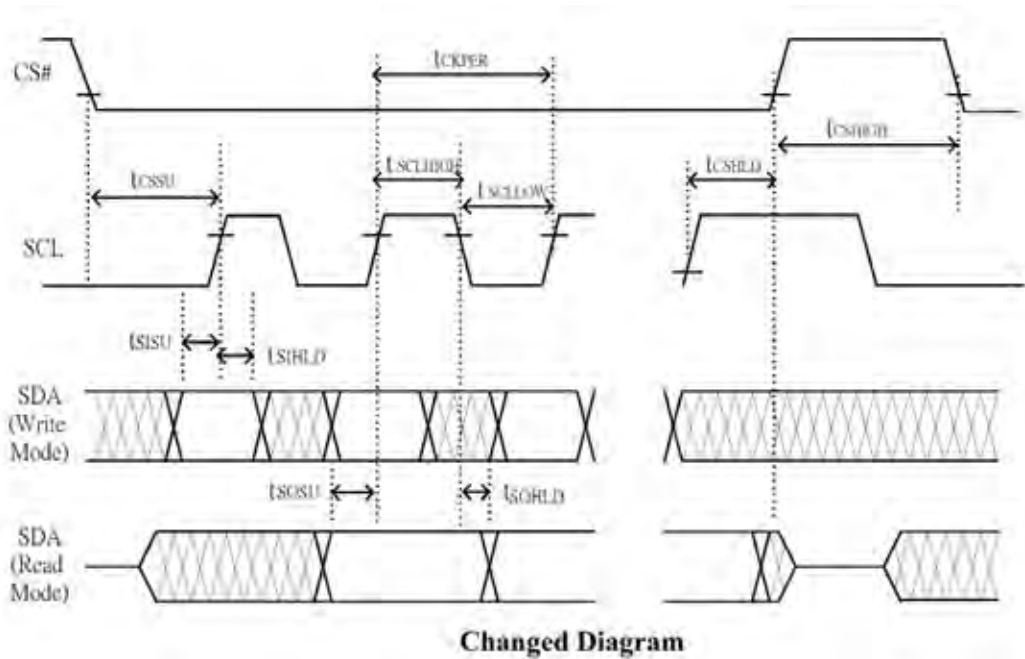 CS#
tCKPER
tCSHIGH
tSCLHIGH
tCSHLD
tCSSU
tSCLLOW
SCL
tSISU
tSIHLD
SDA
(Write
Mode)
tSOSU
tSOHLD
SDA
(Read
Mode)
Changed Diagram